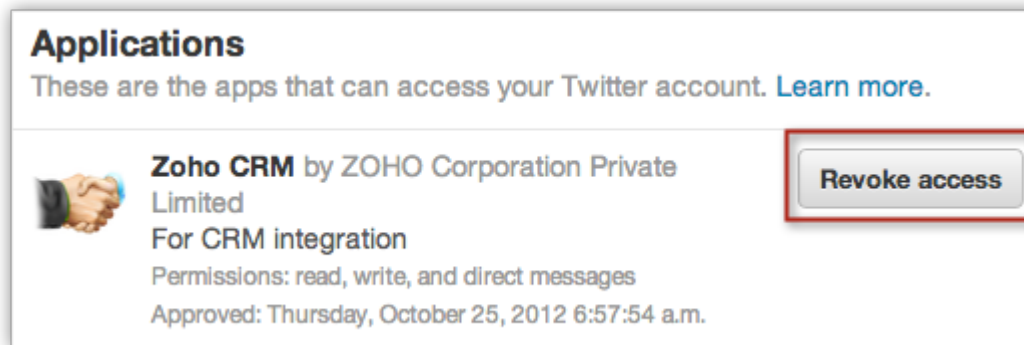 Applications
These are the apps that can access your Twitter account. Learn more.
Zoho CRM by ZOHO Corporation Private
Limited
Revoke access
For CRM integration
Permissions: read, write, and direct messages
Approved: Thursday, October 25, 2012 6:57:54 a.m.